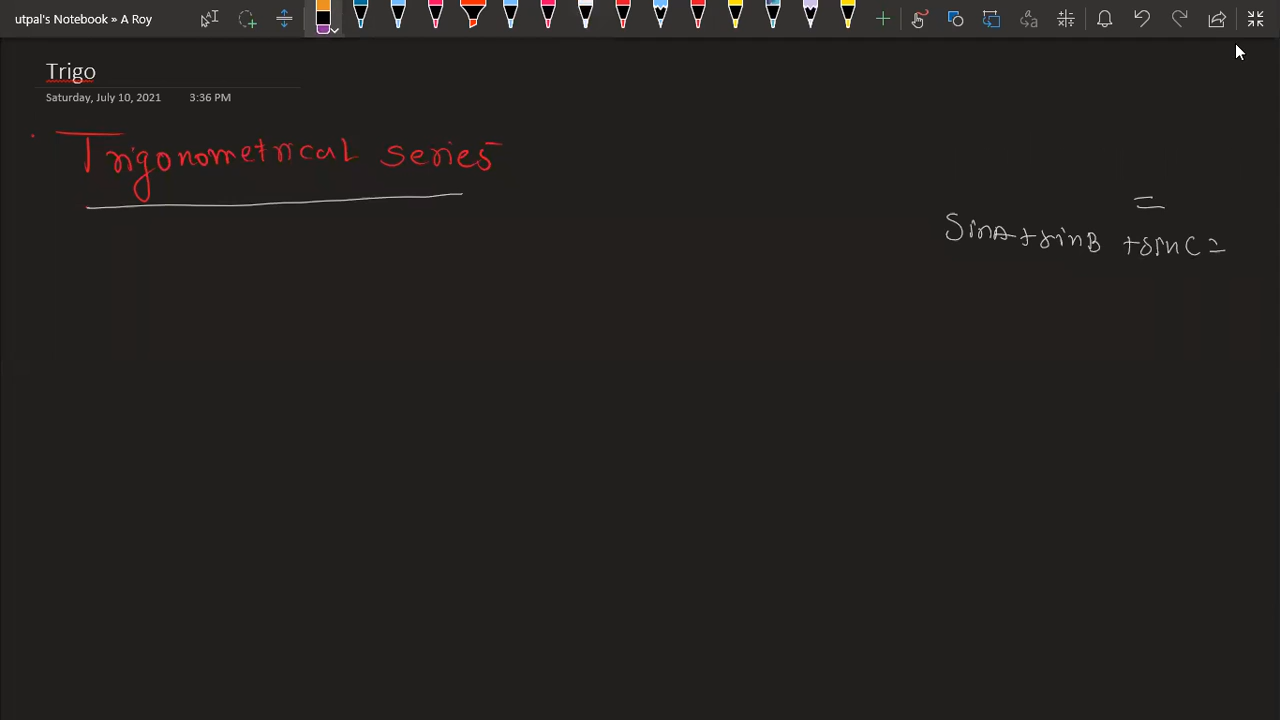 utpal's Notebook » A Roy
Trigo
Saturday, July 10, 2021 3:36 PM
Trigonometrical series
=
SinA+sinB +sinC=